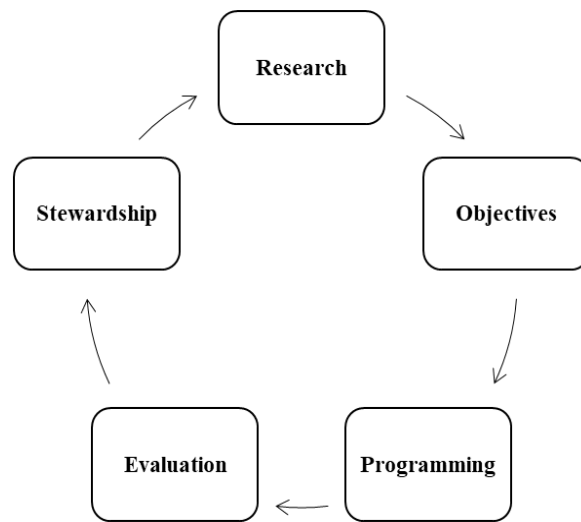 Research
Objectives
Programming
Evaluation
Stewardship